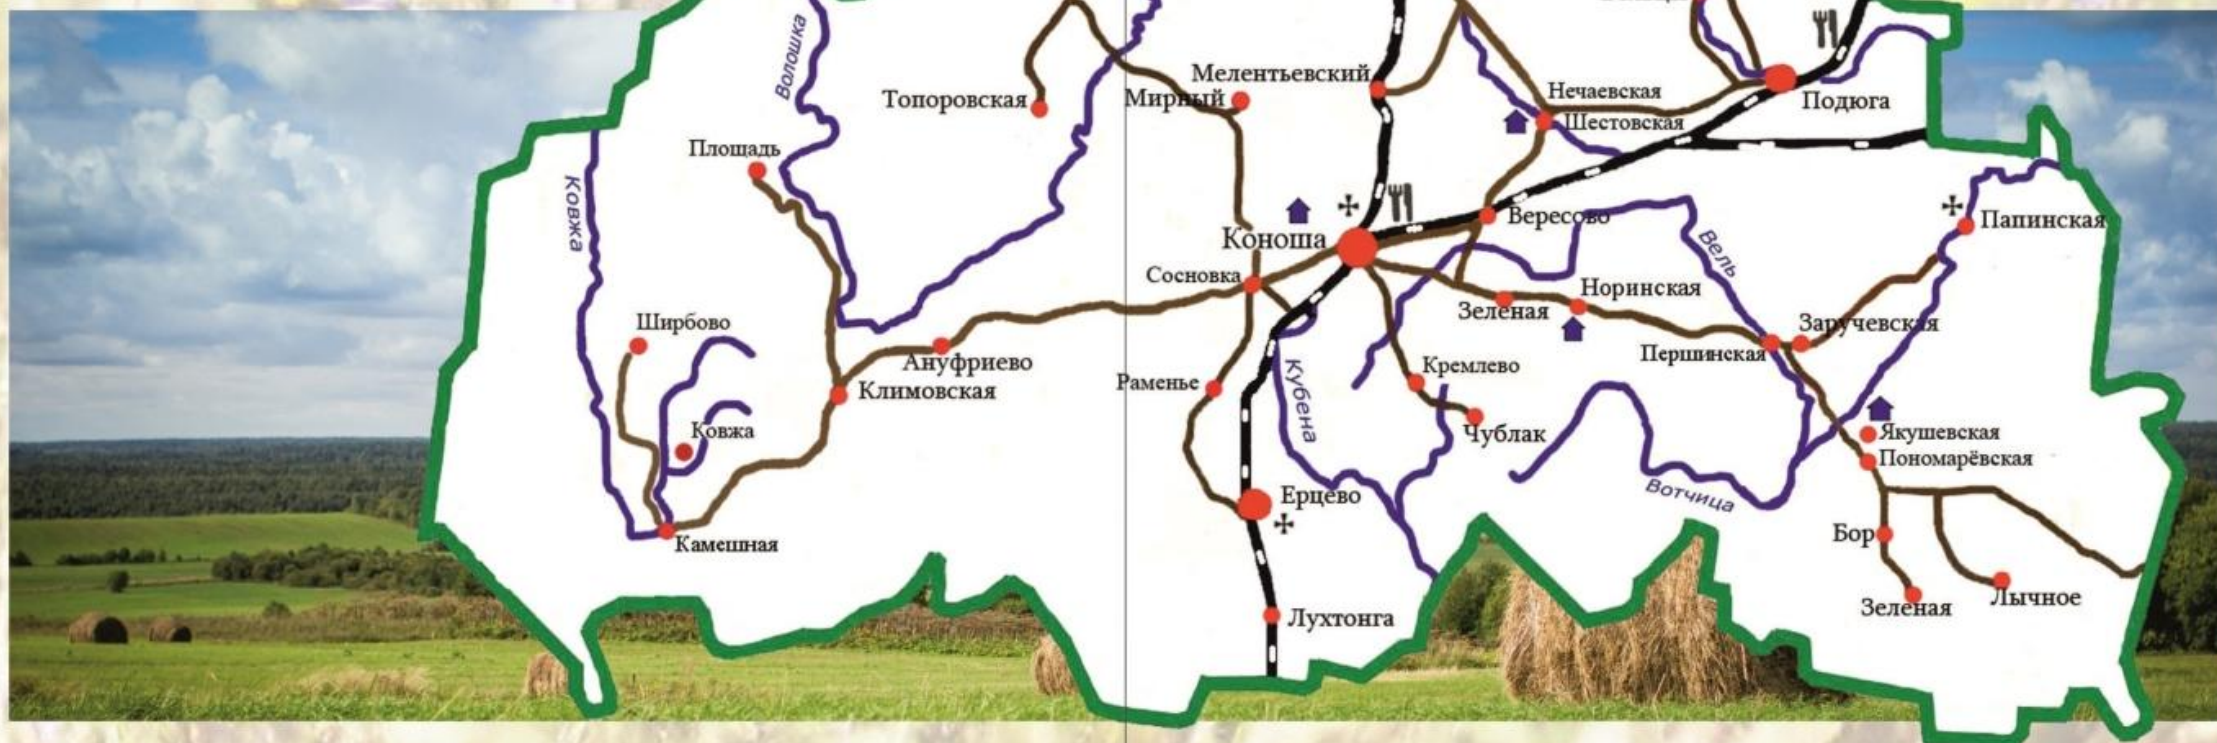 Волошка
Мелентьевский
Нечаевская
Топоровская
Мирный
Подюга
Шестовская
Площадь
Ковжа
Вересово
Папинская
Коноша
Вель
Сосновка
Норинская
Зеленая
Ширбово
Заручевская
Першинская
Ануфриево
Кремлево
Климовская
Раменье
Кубена
Ковжа
Чублак
Якушевская
Пономарёвская
Ерцево
Вотчица
Бор
Камешная
Лычное
Зеленая
Лухтонга